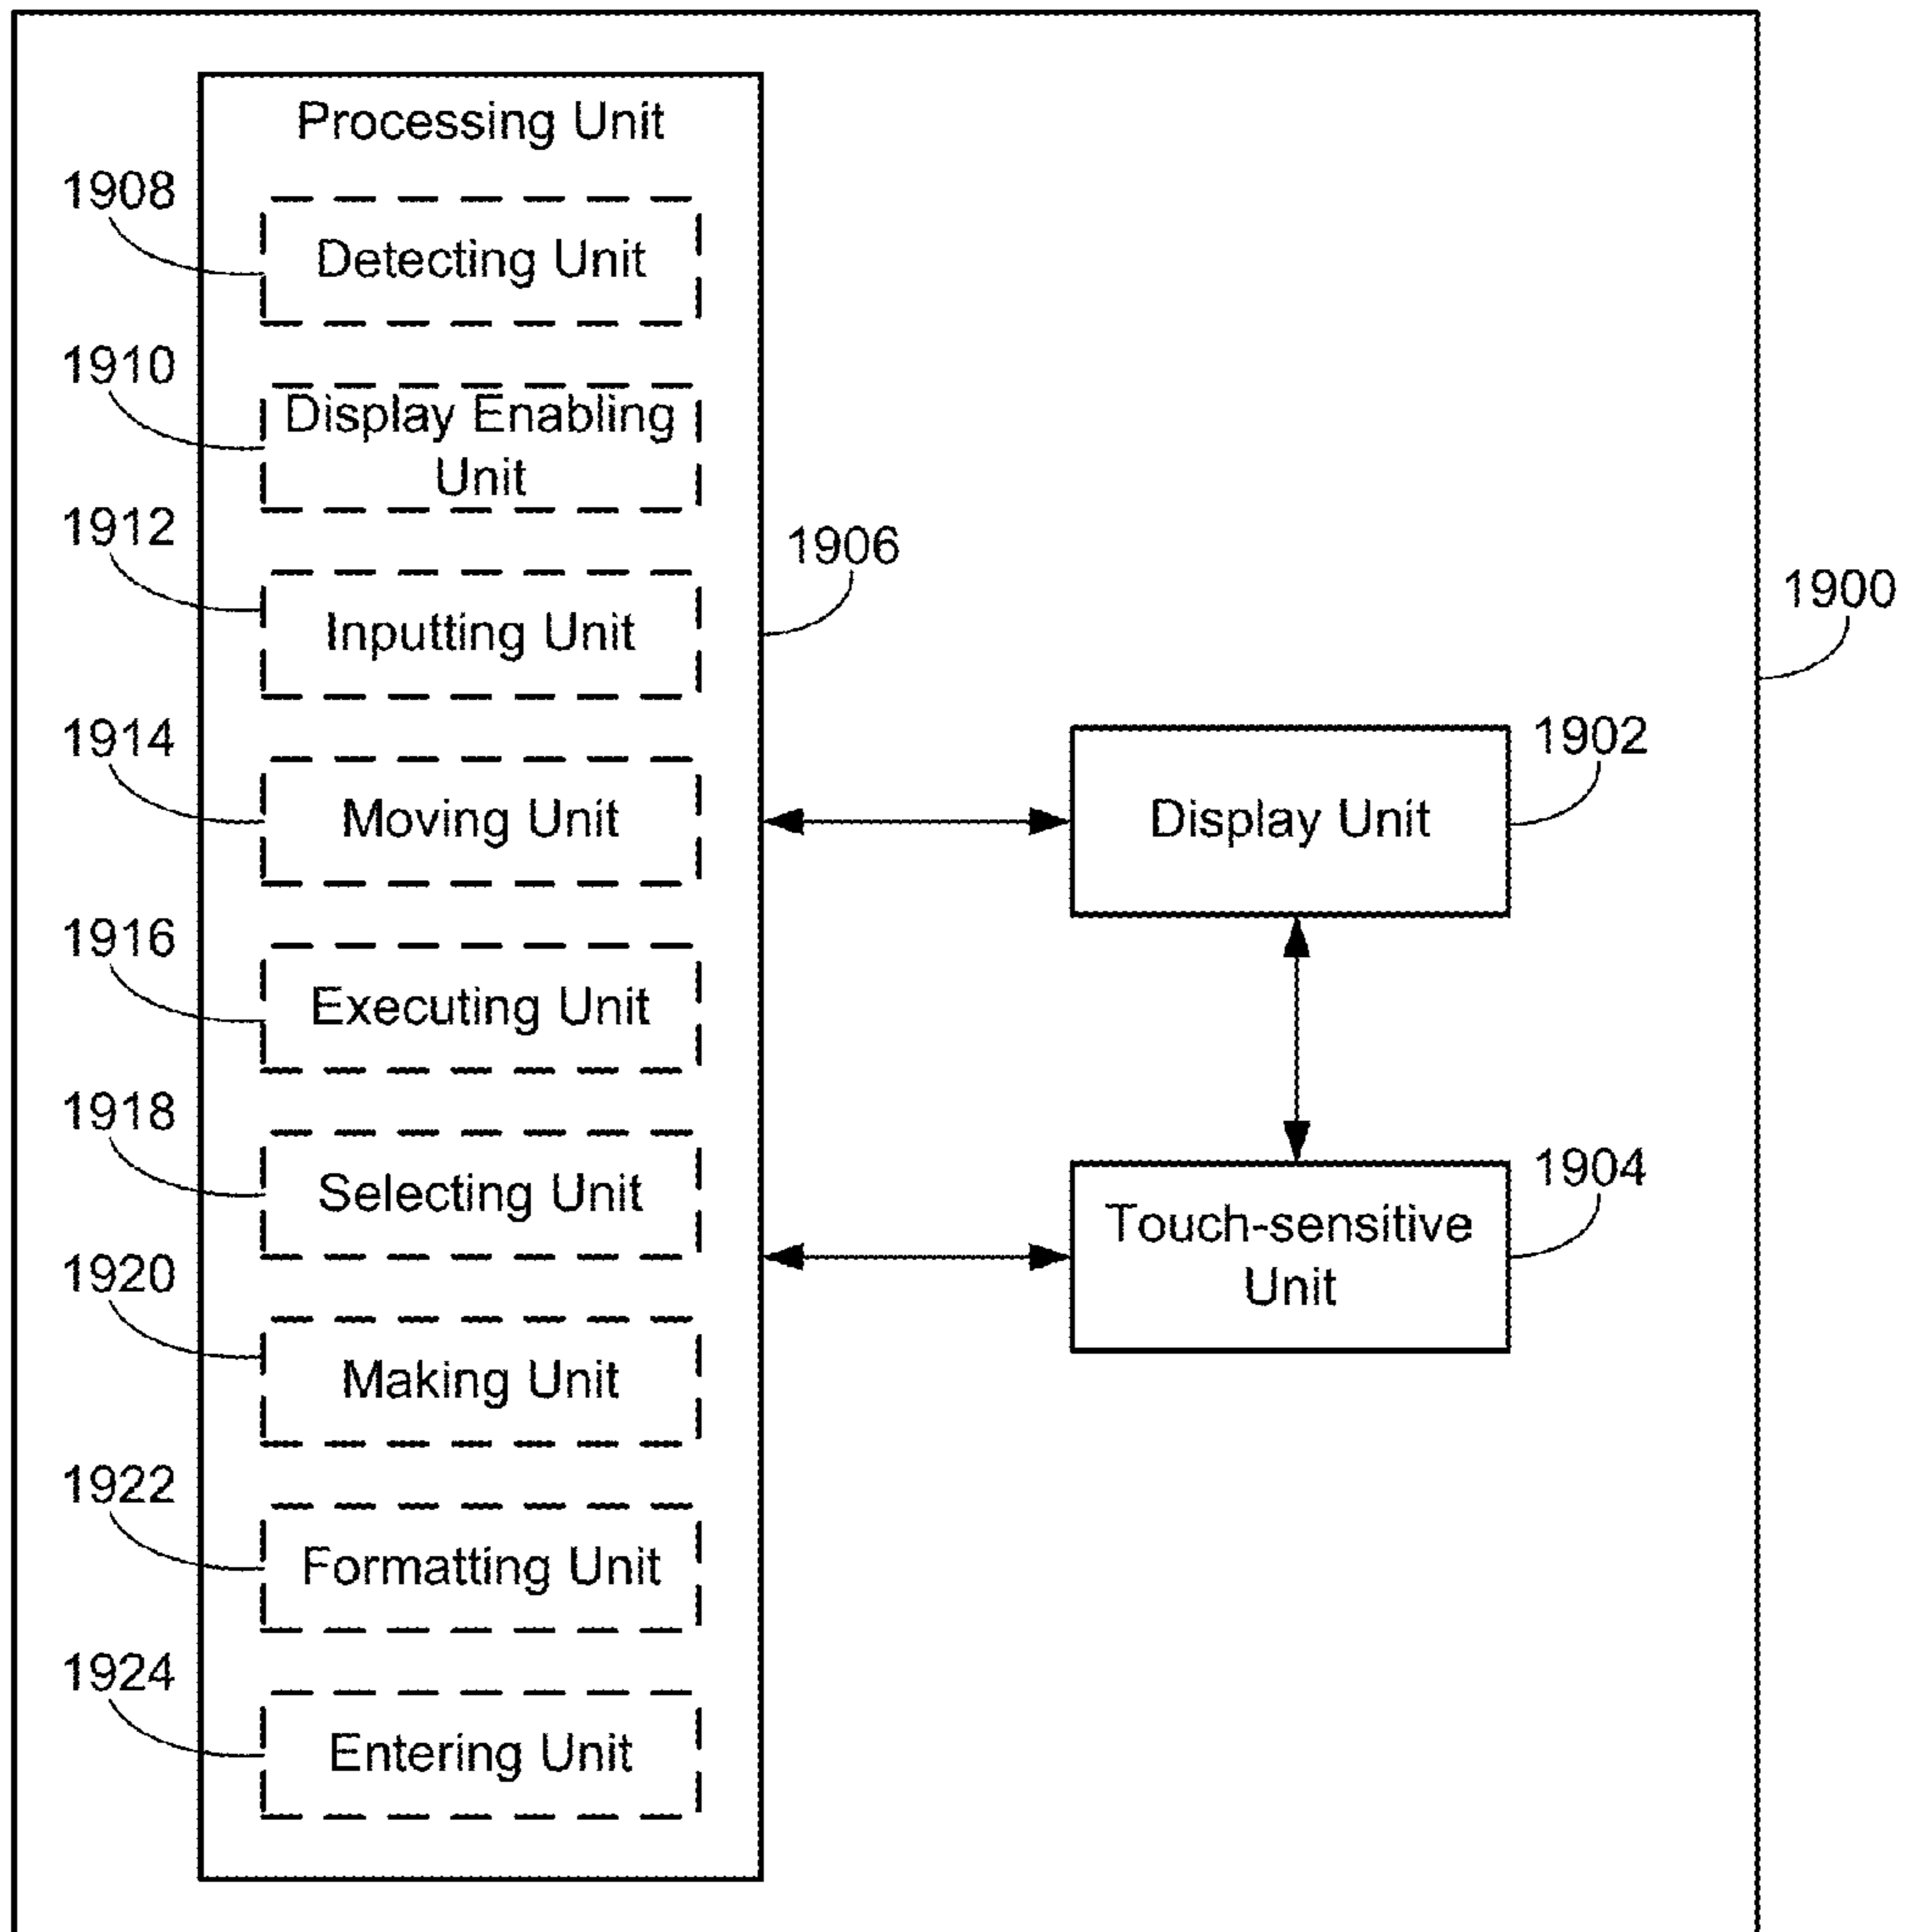 Processing Unit
1908
Detecting Unit
1910
Display Enabling
Unit
1912
Inputting Unit
1906
1900
1914
Moving Unit
1902
Display Unit
1916
Executing Unit
1918
Selecting Unit
1904
Touch-sensitive
Unit
1920
Making Unit
1922
Formatting Unit
1924
Entering Unit